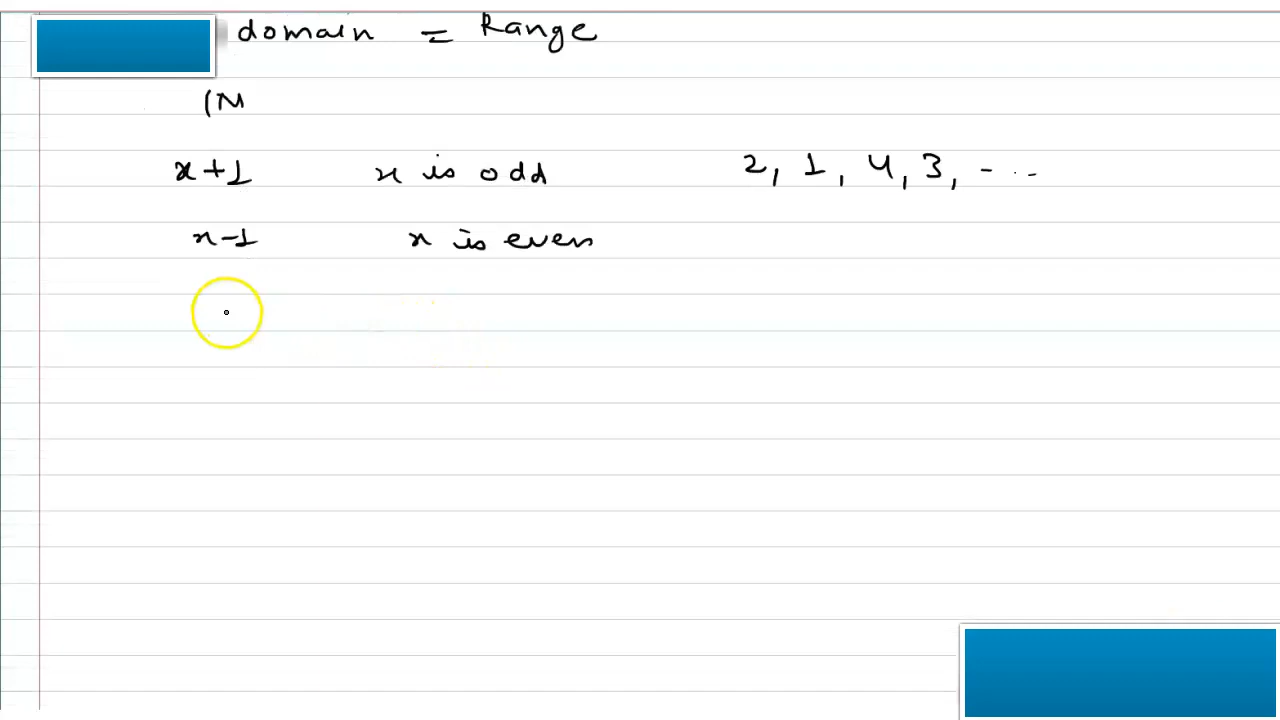 domain = Range
IN
x+1 x is odd 2, 1, 4, 3, - ...
x-1 x is even